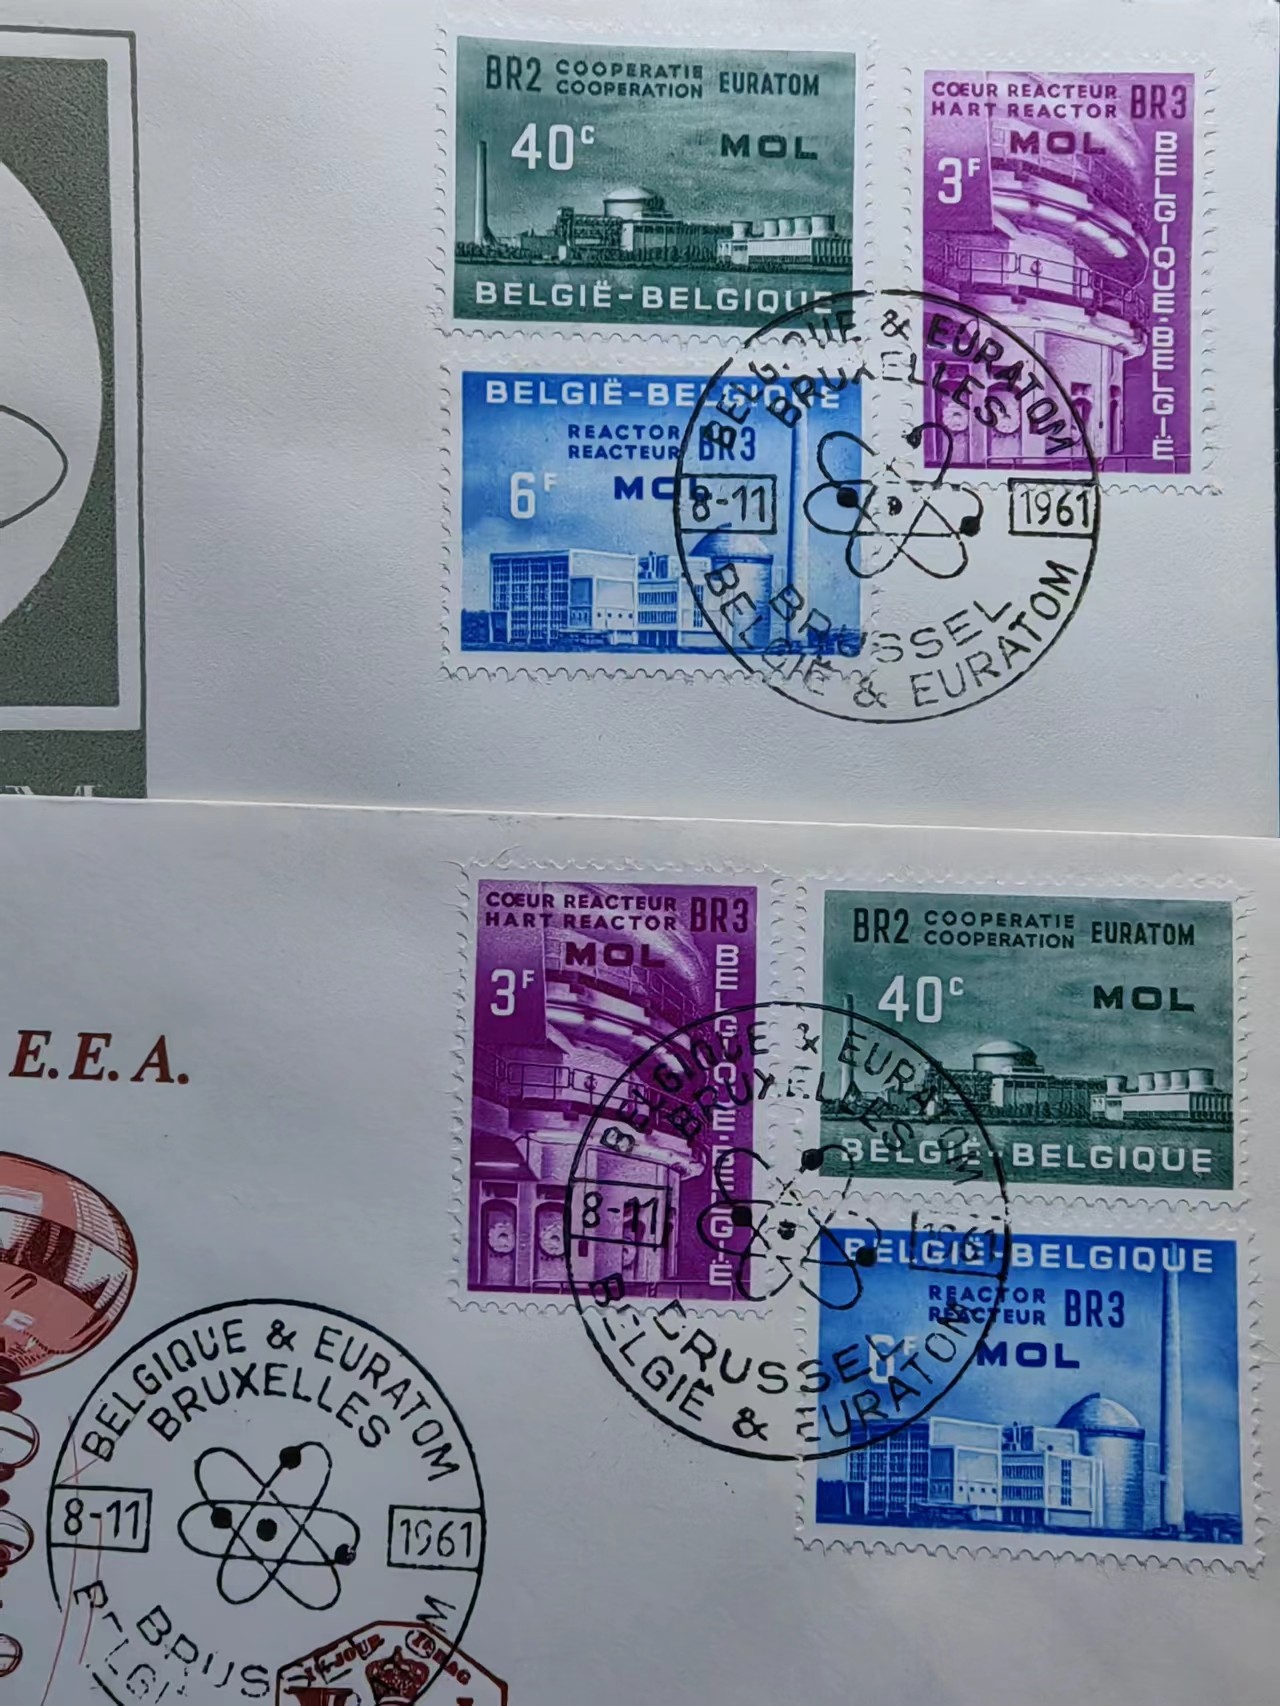 BR2 COOPERATIE EURATOM
COOPERATION
40c
MOL
BELGIË-BELGIQUE
COEUR REACTEUR BR3
HART REACTOR
MOL
3F
BELGIQUE-BELGIË
BELGIË-BELGIQUE
REACTOR BR3
REACTEUR
6F MOL
BELGIQUE & EURATOM
BRUXELLES
8-11
1961
BRUSSEL
BELGIË & EURATOM
COEUR REACTEUR BR3
HART REACTOR
MOL
3F
BELGIQUE-BELGIË
BR2 COOPERATIE EURATOM
COOPERATION
40c
MOL
BELGIË-BELGIQUE
BELGIË-BELGIQUE
REACTOR BR3
REACTEUR
6F MOL
BELGIQUE & EURATOM
BRUXELLES
8-11
1961
BRUSSEL
BELGIË & EURATOM
E.E.A.
BELGIQUE & EURATOM
BRUXELLES
8-11
1961